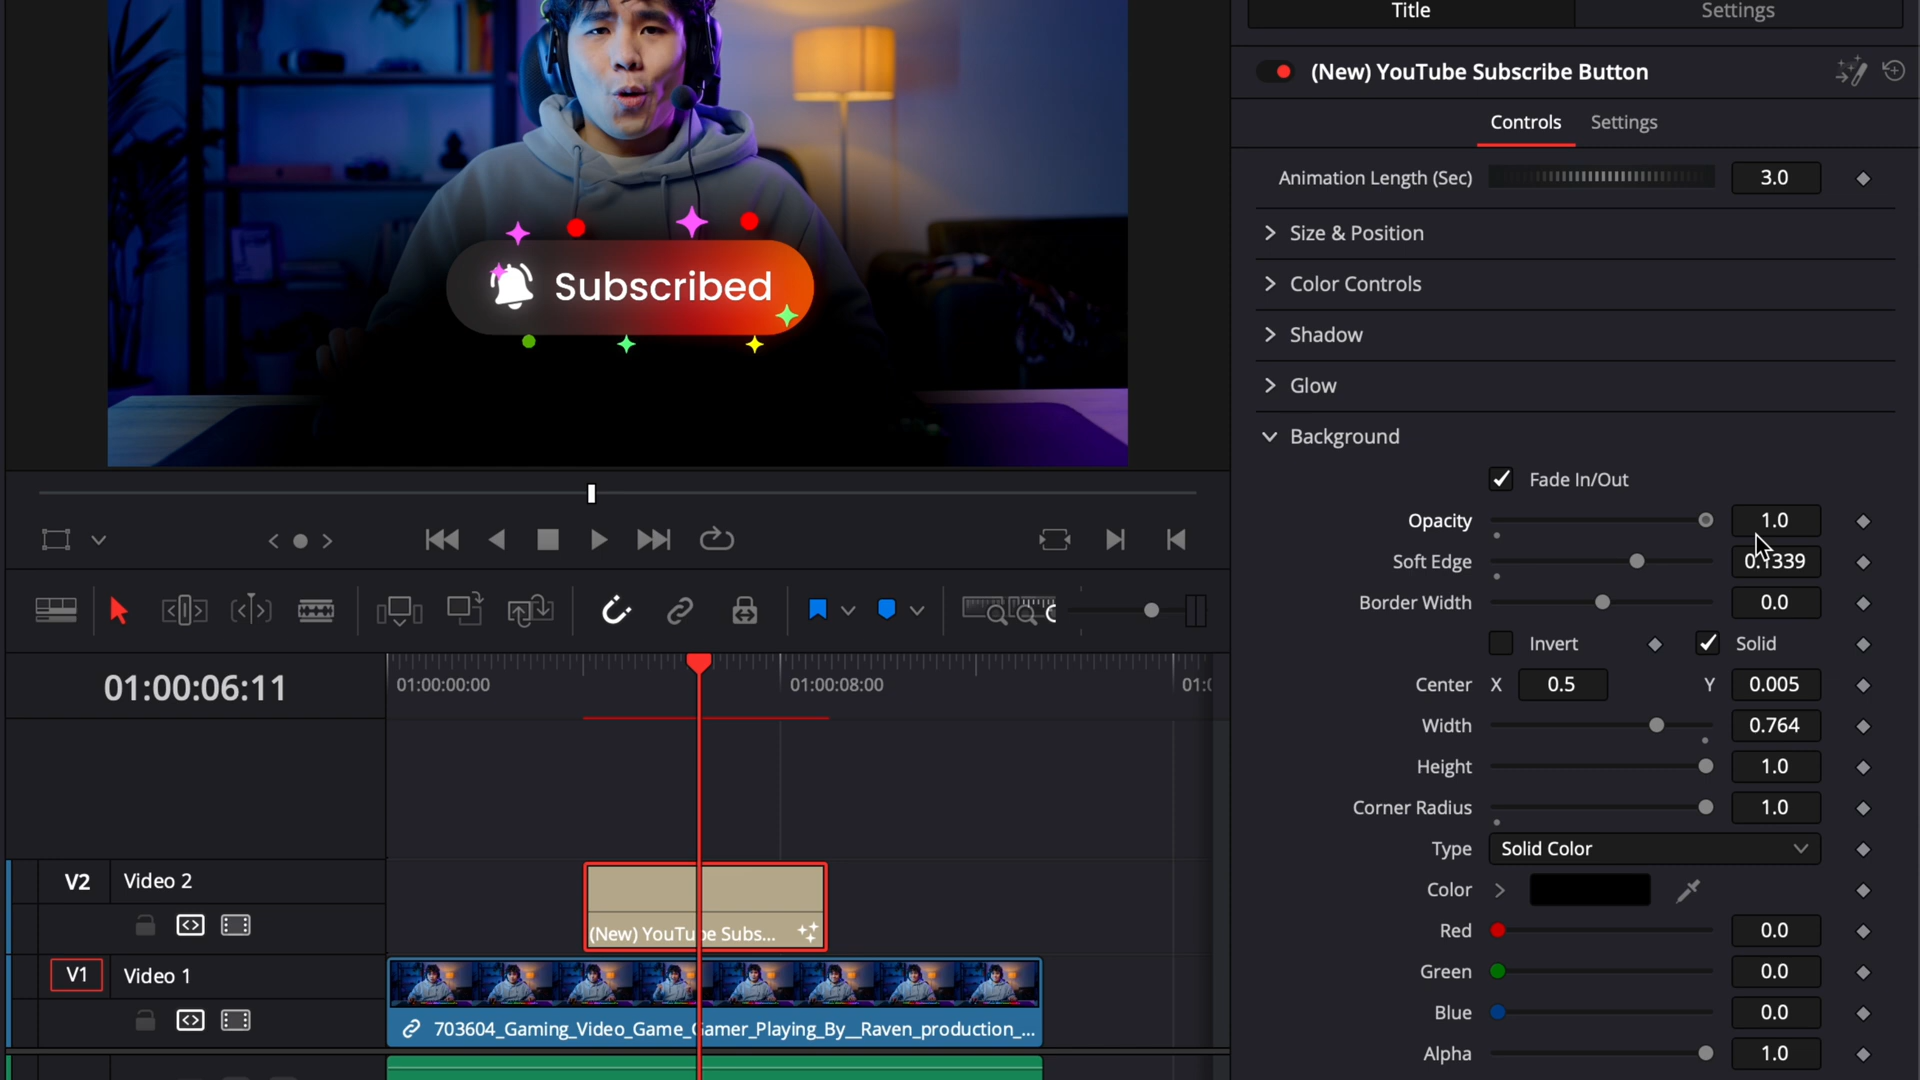 Title
Settings
(New) YouTube Subscribe Button
Controls
Settings
Animation Length (Sec)
3.0
Size & Position
Color Controls
Shadow
Glow
Background
Fade In/Out
Opacity
1.0
Soft Edge
0.1339
Border Width
0.0
Invert
Solid
Center
X
0.5
Y
0.005
Width
0.764
Height
1.0
Corner Radius
1.0
Type
Solid Color
Color
Red
0.0
Green
0.0
Blue
0.0
Alpha
1.0
Subscribed
01:00:06:11
01:00:00:00
01:00:08:00
V2
Video 2
(New) YouTube Subs...
V1
Video 1
703604_Gaming_Video_Game_Gamer_Playing_By__Raven_production_...